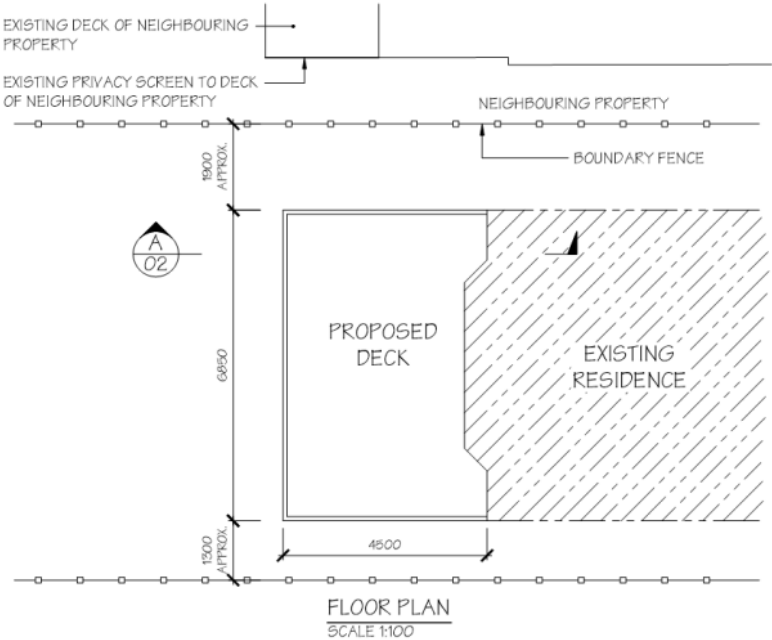 EXISTING DECK OF NEIGHBOURING
PROPERTY
EXISTING PRIVACY SCREEN TO DECK
OF NEIGHBOURING PROPERTY
NEIGHBOURING PROPERTY
BOUNDARY FENCE
1900
APPROX.
A
02
PROPOSED
DECK
EXISTING
RESIDENCE
6850
1300
APPROX.
4500
FLOOR PLAN
SCALE 1:100